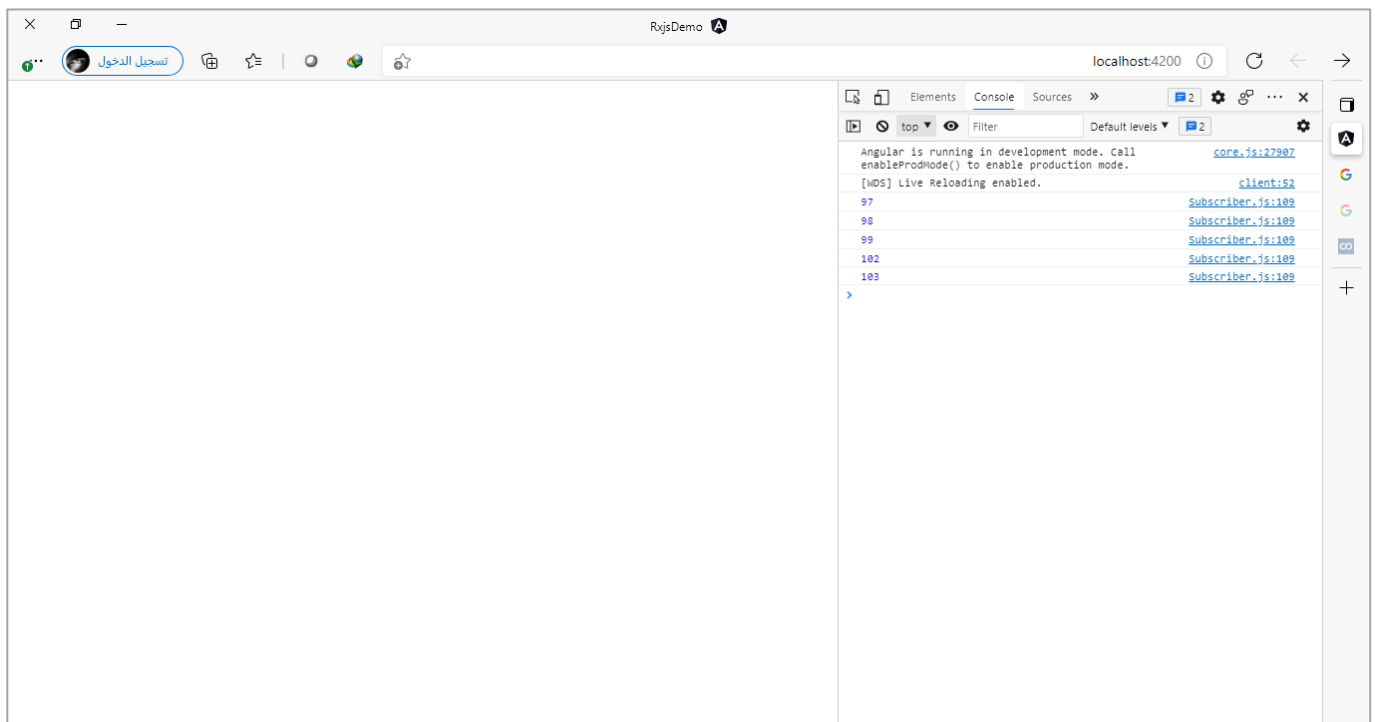 RxjsDemo
تسجيل الدخول
localhost:4200
Elements Console Sources 2
top Filter Default levels 2
Angular is running in development mode. Call core.js:27907
enableProdMode() to enable production mode.
[WDS] Live Reloading enabled. client:52
97 Subscriber.js:109
98 Subscriber.js:109
99 Subscriber.js:109
102 Subscriber.js:109
103 Subscriber.js:109